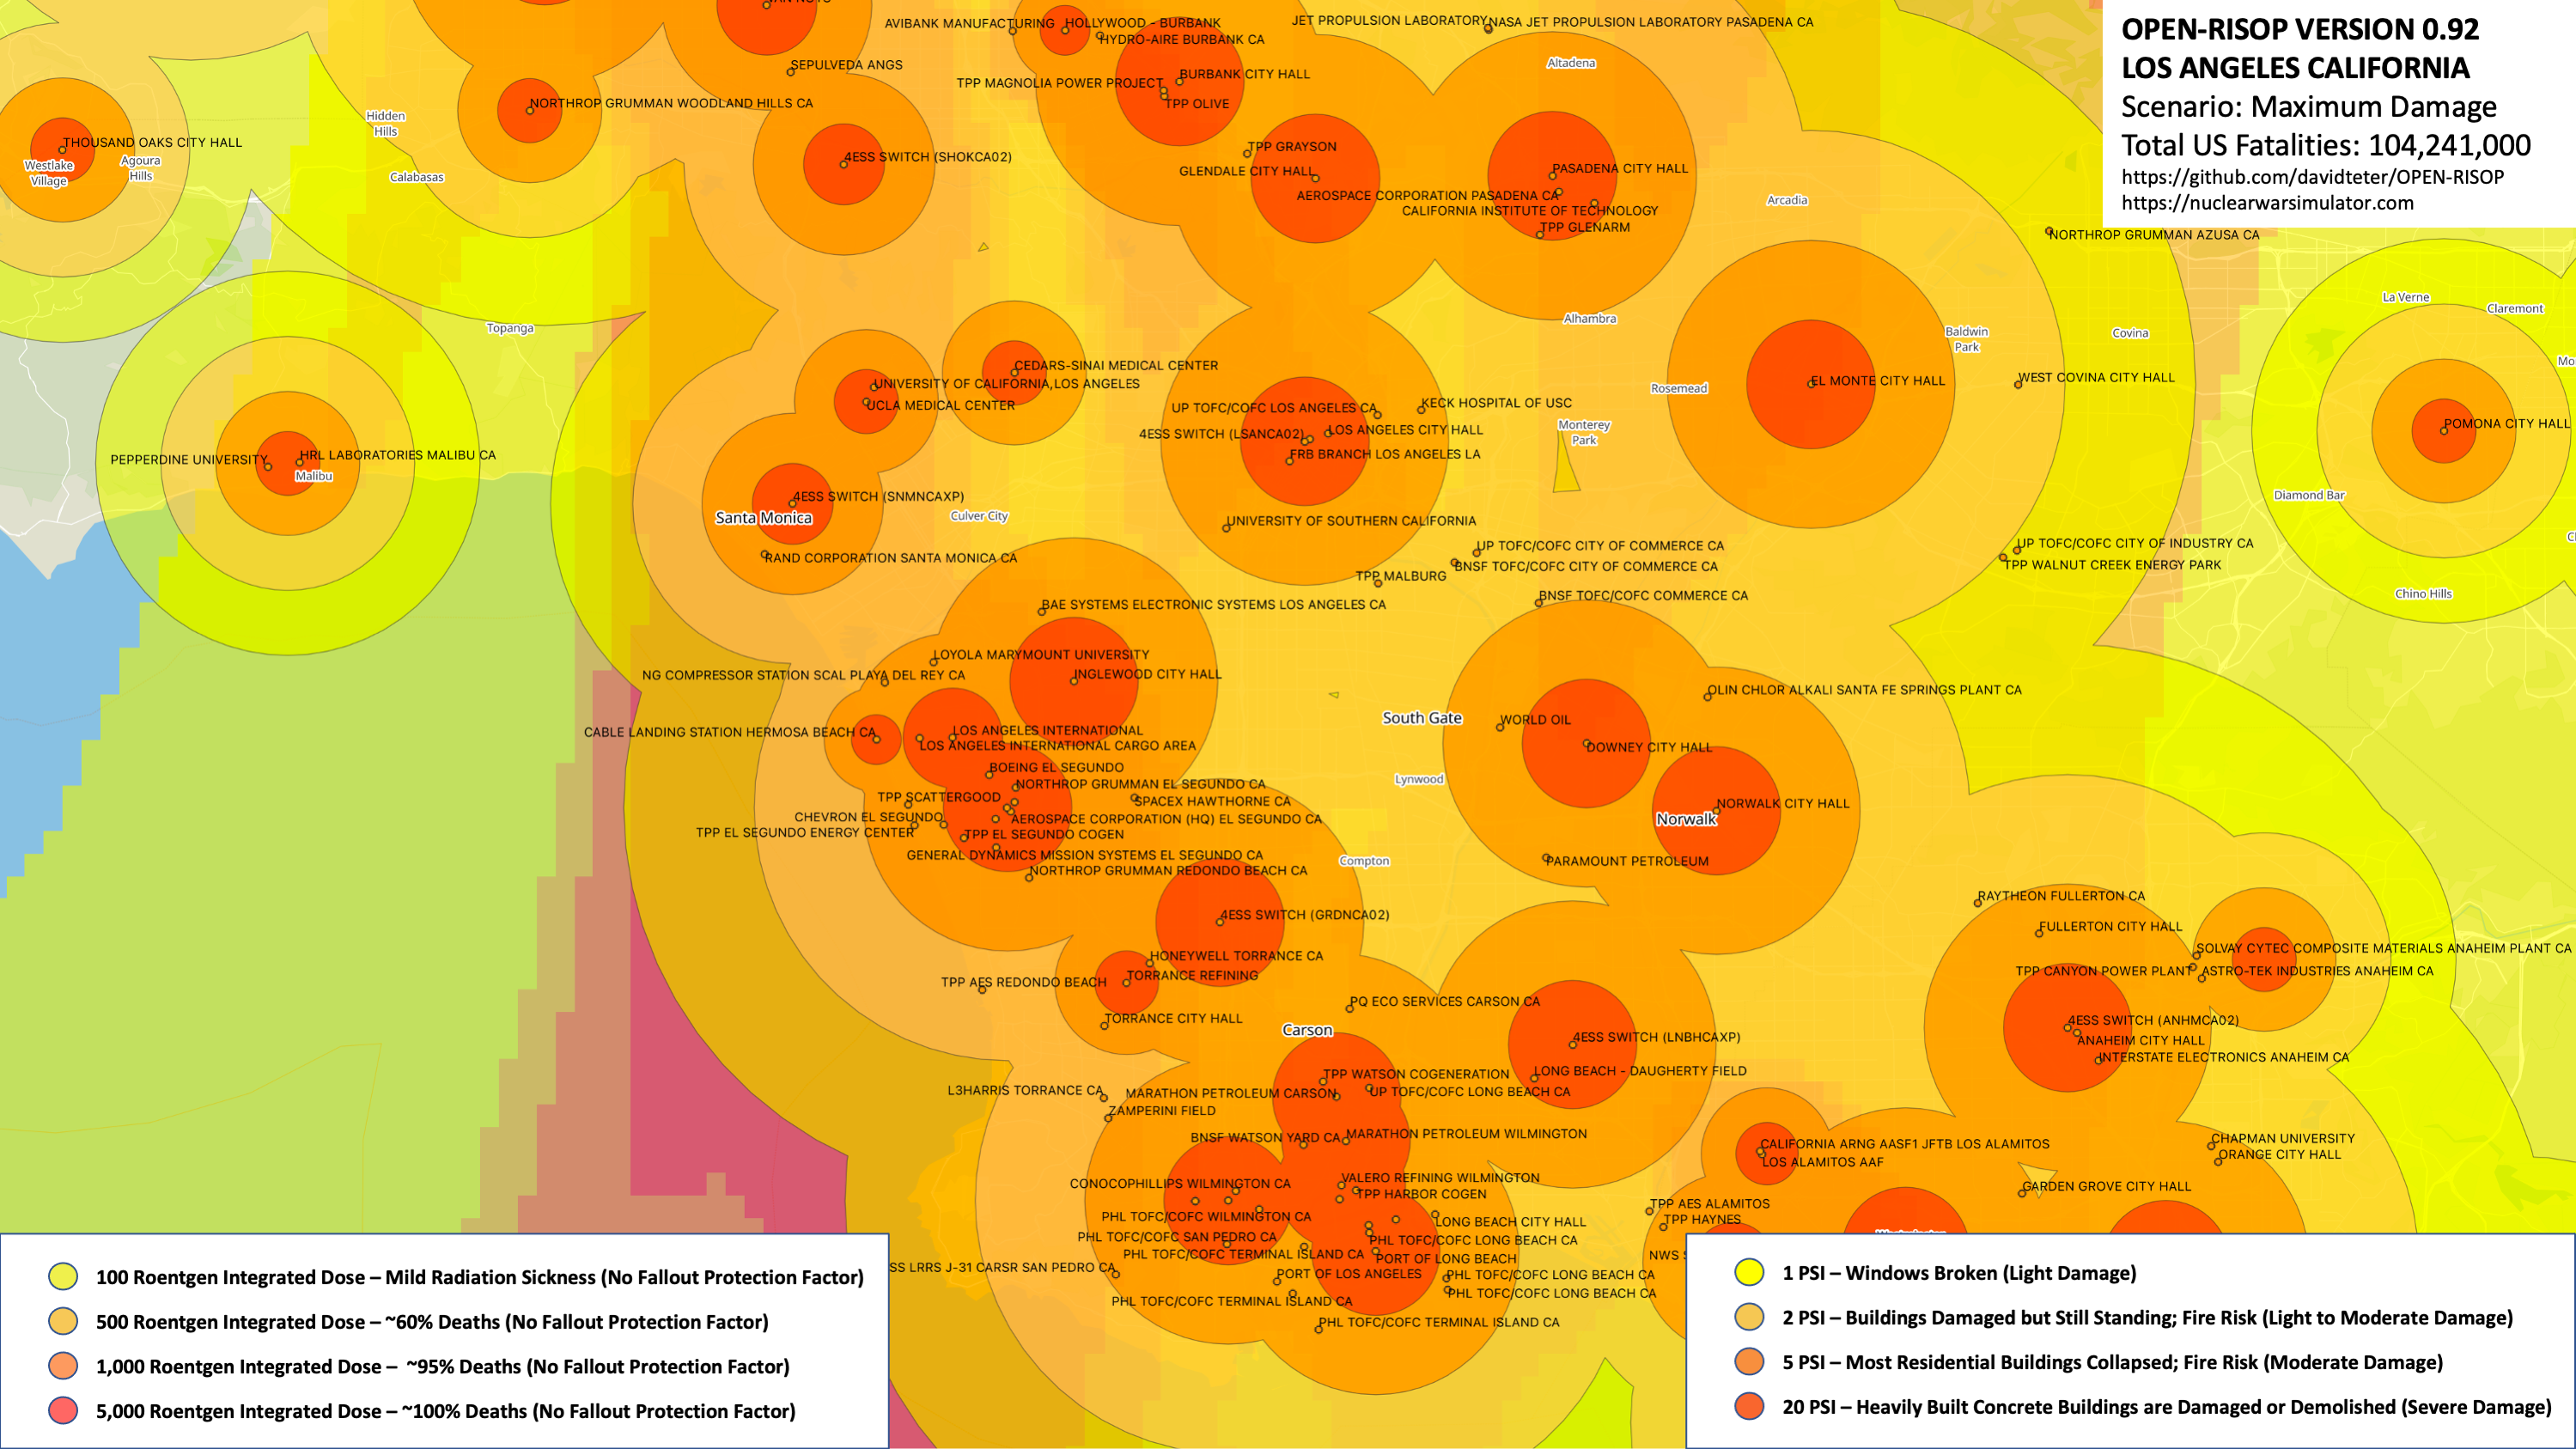 OPEN-RISOP VERSION 0.92
LOS ANGELES CALIFORNIA
Scenario: Maximum Damage
Total US Fatalities: 104,241,000
https://github.com/davidteter/OPEN-RISOP
https://nuclearwarsimulator.com
AVIBANK MANUFACTURING
HOLLYWOOD - BURBANK
HYDRO-AIRE BURBANK CA
JET PROPULSION LABORATORY
NASA JET PROPULSION LABORATORY PASADENA CA
SEPULVEDA ANGS
Altadena
TPP MAGNOLIA POWER PROJECT
BURBANK CITY HALL
TPP OLIVE
NORTHROP GRUMMAN WOODLAND HILLS CA
Hidden
Hills
THOUSAND OAKS CITY HALL
Westlake
Village
Agoura
Hills
Calabasas
4ESS SWITCH (SHOKCA02)
TPP GRAYSON
GLENDALE CITY HALL
PASADENA CITY HALL
AEROSPACE CORPORATION PASADENA CA
CALIFORNIA INSTITUTE OF TECHNOLOGY
TPP GLENARM
Arcadia
NORTHROP GRUMMAN AZUSA CA
La Verne
Claremont
Topanga
Alhambra
Baldwin
Park
Covina
CEDARS-SINAI MEDICAL CENTER
UNIVERSITY OF CALIFORNIA,LOS ANGELES
UCLA MEDICAL CENTER
Rosemead
EL MONTE CITY HALL
WEST COVINA CITY HALL
UP TOFC/COFC LOS ANGELES CA
KECK HOSPITAL OF USC
4ESS SWITCH (LSANCA02)
LOS ANGELES CITY HALL
FRB BRANCH LOS ANGELES LA
Monterey
Park
POMONA CITY HALL
PEPPERDINE UNIVERSITY
HRL LABORATORIES MALIBU CA
Malibu
4ESS SWITCH (SNMNCAXP)
Santa Monica
Culver City
UNIVERSITY OF SOUTHERN CALIFORNIA
Diamond Bar
RAND CORPORATION SANTA MONICA CA
UP TOFC/COFC CITY OF COMMERCE CA
BNSF TOFC/COFC CITY OF COMMERCE CA
TPP MALBURG
UP TOFC/COFC CITY OF INDUSTRY CA
TPP WALNUT CREEK ENERGY PARK
BNSF TOFC/COFC COMMERCE CA
Chino Hills
BAE SYSTEMS ELECTRONIC SYSTEMS LOS ANGELES CA
LOYOLA MARYMOUNT UNIVERSITY
NG COMPRESSOR STATION SCAL PLAYA DEL REY CA
INGLEWOOD CITY HALL
OLIN CHLOR ALKALI SANTA FE SPRINGS PLANT CA
South Gate
WORLD OIL
DOWNEY CITY HALL
CABLE LANDING STATION HERMOSA BEACH CA
LOS ANGELES INTERNATIONAL
LOS ANGELES INTERNATIONAL CARGO AREA
BOEING EL SEGUNDO
NORTHROP GRUMMAN EL SEGUNDO CA
Lynwood
TPP SCATTERGOOD
SPACEX HAWTHORNE CA
CHEVRON EL SEGUNDO
AEROSPACE CORPORATION (HQ) EL SEGUNDO CA
TPP EL SEGUNDO ENERGY CENTER
TPP EL SEGUNDO COGEN
NORWALK CITY HALL
Norwalk
GENERAL DYNAMICS MISSION SYSTEMS EL SEGUNDO CA
NORTHROP GRUMMAN REDONDO BEACH CA
Compton
PARAMOUNT PETROLEUM
RAYTHEON FULLERTON CA
4ESS SWITCH (GRDNCA02)
FULLERTON CITY HALL
HONEYWELL TORRANCE CA
TORRANCE REFINING
TPP AES REDONDO BEACH
SOLVAY CYTEC COMPOSITE MATERIALS ANAHEIM PLANT CA
TPP CANYON POWER PLANT
ASTRO-TEK INDUSTRIES ANAHEIM CA
PQ ECO SERVICES CARSON CA
TORRANCE CITY HALL
Carson
4ESS SWITCH (LNBHCAXP)
4ESS SWITCH (ANHMCA02)
ANAHEIM CITY HALL
INTERSTATE ELECTRONICS ANAHEIM CA
LONG BEACH - DAUGHERTY FIELD
TPP WATSON COGENERATION
L3HARRIS TORRANCE CA
MARATHON PETROLEUM CARSON
UP TOFC/COFC LONG BEACH CA
ZAMPERINI FIELD
BNSF WATSON YARD CA
MARATHON PETROLEUM WILMINGTON
CALIFORNIA ARNG AASF1 JFTB LOS ALAMITOS
LOS ALAMITOS AAF
CHAPMAN UNIVERSITY
ORANGE CITY HALL
CONOCOPHILLIPS WILMINGTON CA
VALERO REFINING WILMINGTON
TPP HARBOR COGEN
GARDEN GROVE CITY HALL
TPP AES ALAMITOS
TPP HAYNES
PHL TOFC/COFC WILMINGTON CA
LONG BEACH CITY HALL
PHL TOFC/COFC SAN PEDRO CA
PHL TOFC/COFC LONG BEACH CA
PHL TOFC/COFC TERMINAL ISLAND CA
PORT OF LONG BEACH
NWS
SS LRRS J-31 CARSR SAN PEDRO CA
PORT OF LOS ANGELES
PHL TOFC/COFC LONG BEACH CA
PHL TOFC/COFC LONG BEACH CA
PHL TOFC/COFC TERMINAL ISLAND CA
PHL TOFC/COFC TERMINAL ISLAND CA
100 Roentgen Integrated Dose – Mild Radiation Sickness (No Fallout Protection Factor)
500 Roentgen Integrated Dose – ~60% Deaths (No Fallout Protection Factor)
1,000 Roentgen Integrated Dose – ~95% Deaths (No Fallout Protection Factor)
5,000 Roentgen Integrated Dose – ~100% Deaths (No Fallout Protection Factor)
1 PSI – Windows Broken (Light Damage)
2 PSI – Buildings Damaged but Still Standing; Fire Risk (Light to Moderate Damage)
5 PSI – Most Residential Buildings Collapsed; Fire Risk (Moderate Damage)
20 PSI – Heavily Built Concrete Buildings are Damaged or Demolished (Severe Damage)